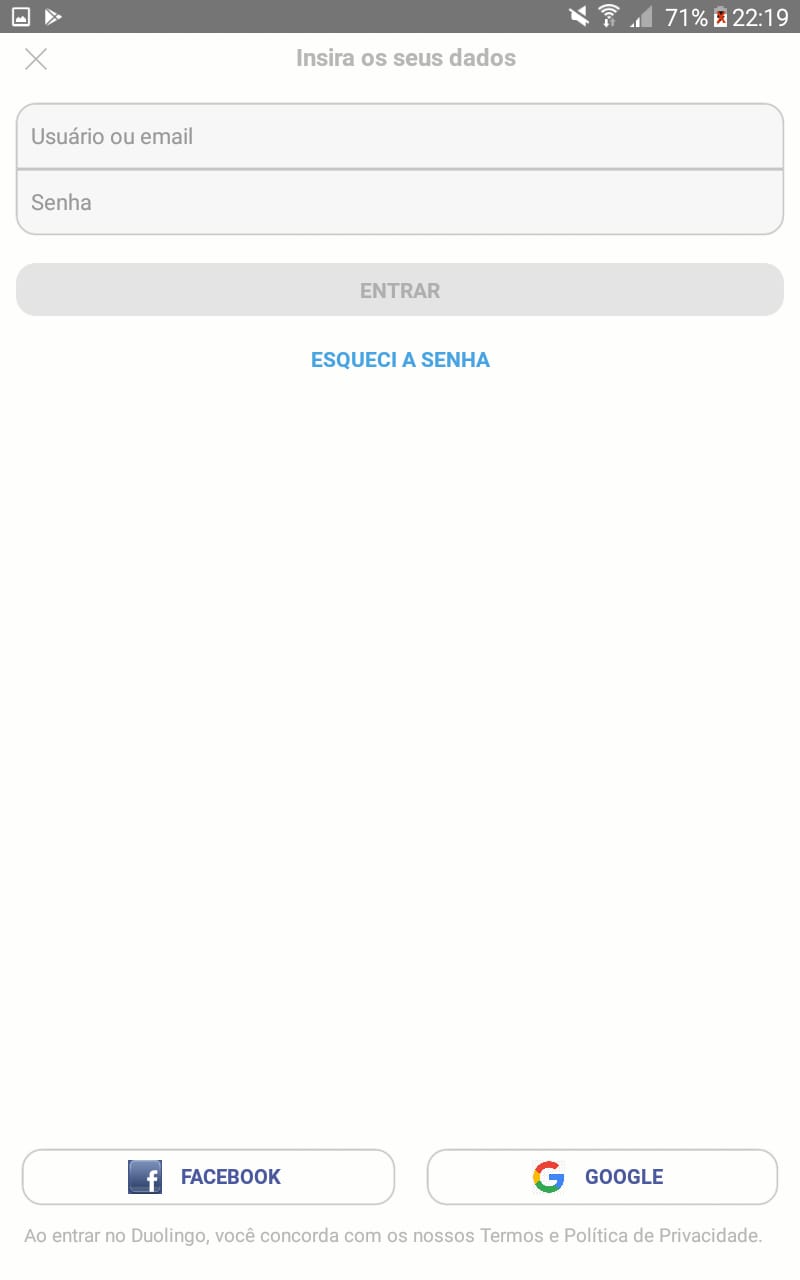 71% 22:19
Insira os seus dados
Usuário ou email
Senha
ENTRAR
ESQUECI A SENHA
FACEBOOK GOOGLE
Ao entrar no Duolingo, você concorda com os nossos Termos e Política de Privacidade.